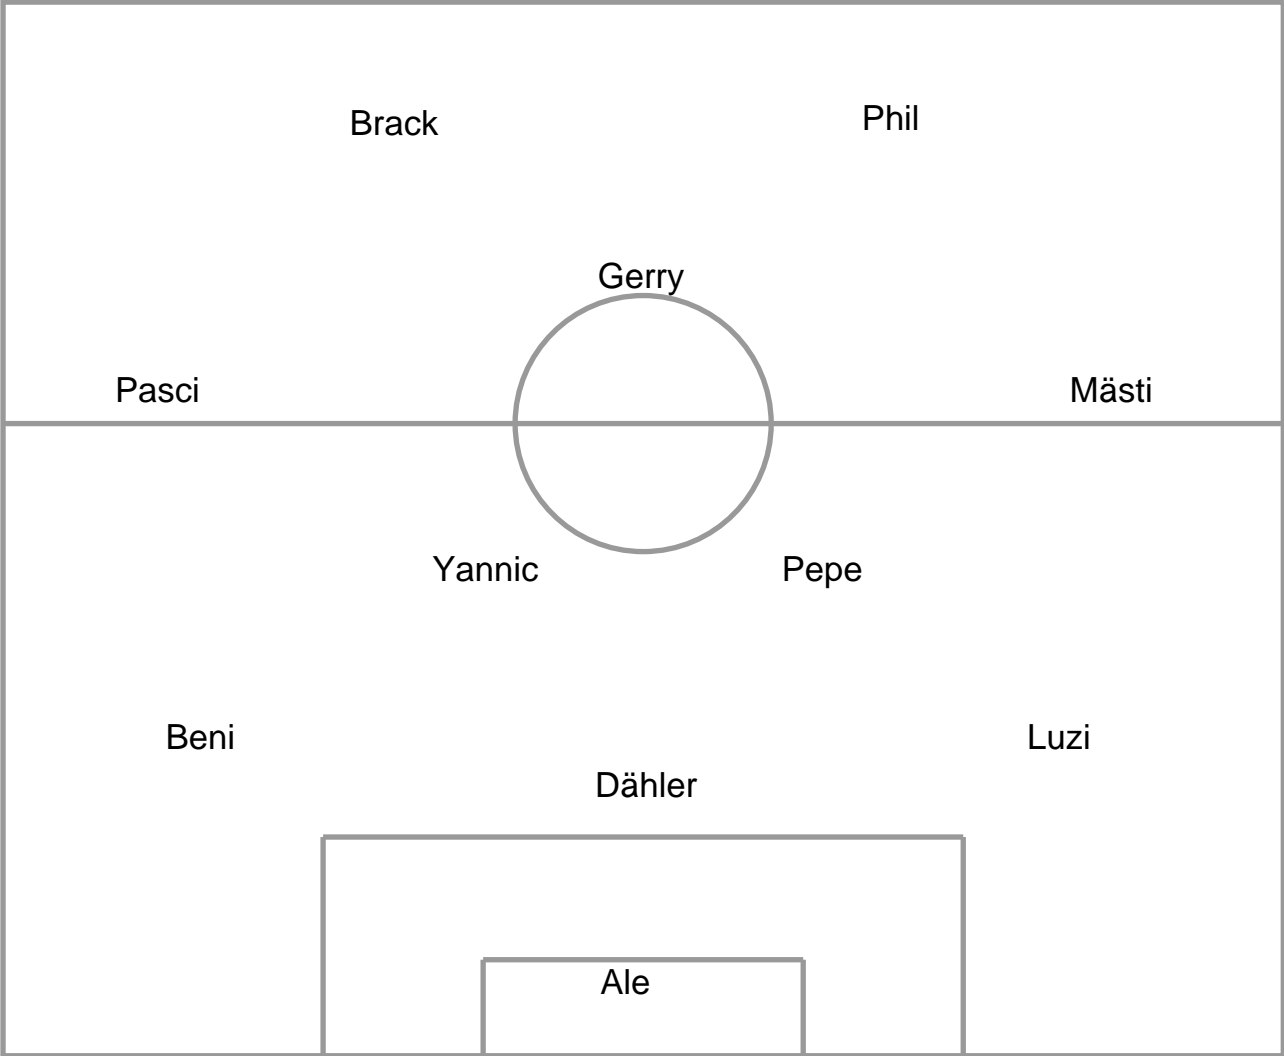 Brack
Phil
Gerry
Pasci
Mästi
Yannic
Pepe
Beni
Luzi
Dähler
Ale